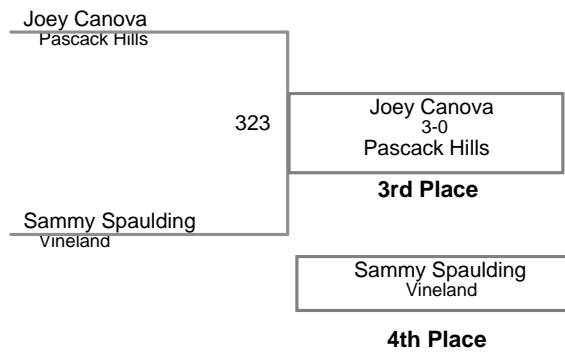 Joey Canova
Pascack Hills
323
Joey Canova
3-0
Pascack Hills
3rd Place
Sammy Spaulding
Vineland
Sammy Spaulding
Vineland
4th Place